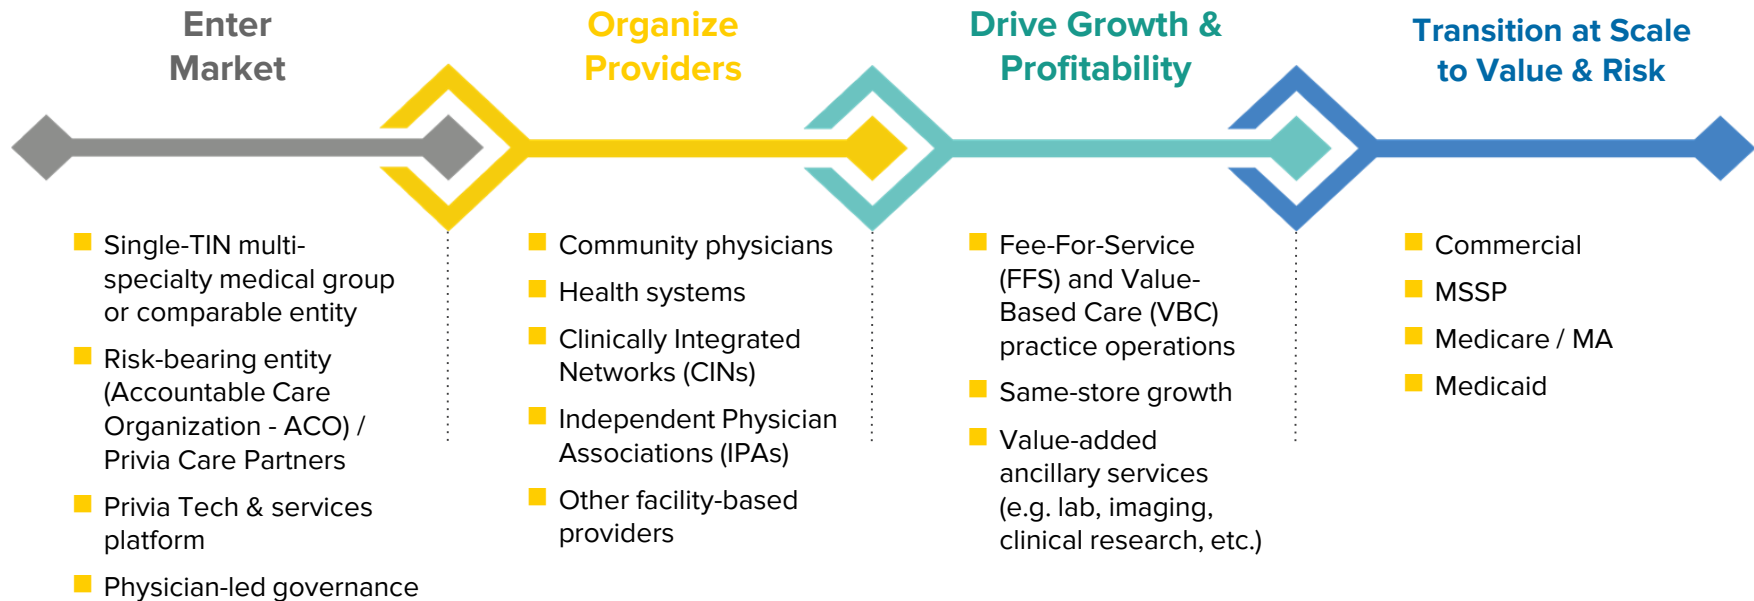 Enter
Market
Organize
Providers
Drive Growth &
Profitability
Transition at Scale
to Value & Risk
Single-TIN multi-
specialty medical group
or comparable entity
Risk-bearing entity
(Accountable Care
Organization - ACO) /
Privia Care Partners
Privia Tech & services
platform
Physician-led governance
Community physicians
Health systems
Clinically Integrated
Networks (CINs)
Independent Physician
Associations (IPAs)
Other facility-based
providers
Fee-For-Service
(FFS) and Value-
Based Care (VBC)
practice operations
Same-store growth
Value-added
ancillary services
(e.g. lab, imaging,
clinical research, etc.)
Commercial
MSSP
Medicare / MA
Medicaid